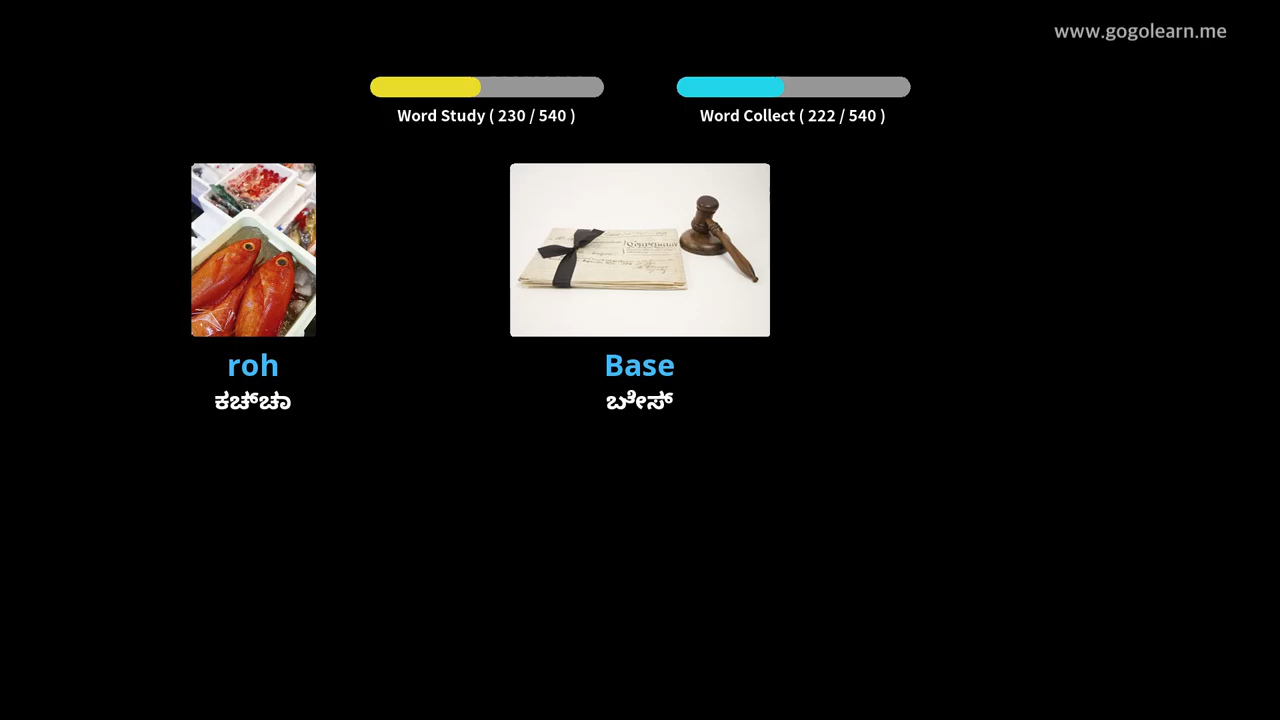 www.gogolearn.me
Word Study ( 230 / 540 )
Word Collect ( 222 / 540 )
roh
ಕಚ್ಚಾ
Base
ಬೇಸ್